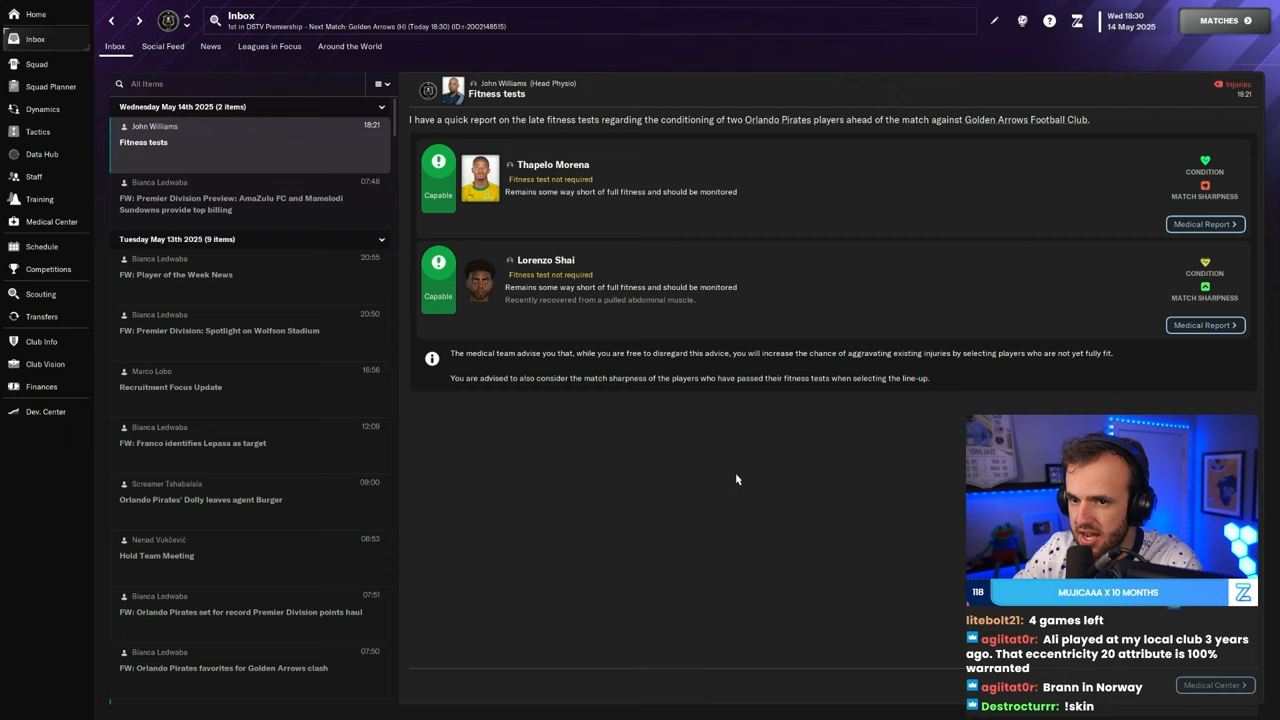 Home
Inbox
Squad
Squad Planner
Dynamics
Tactics
Data Hub
Staff
Training
Medical Center
Schedule
Competitions
Scouting
Transfers
Club Info
Club Vision
Finances
Dev. Center
Inbox
1st in DSTV Premiership - Next Match: Golden Arrows (H) (Today 18:30) (ID:r-2002148515)
Wed 18:30
14 May 2025
MATCHES
Inbox
Social Feed
News
Leagues in Focus
Around the World
All Items
Wednesday May 14th 2025 (2 items)
John Williams
18:21
Fitness tests
Bianca Ledwaba
07:48
FW: Premier Division Preview: AmaZulu FC and Mamelodi
Sundowns provide top billing
Tuesday May 13th 2025 (9 items)
Bianca Ledwaba
20:55
FW: Player of the Week News
Bianca Ledwaba
20:50
FW: Premier Division: Spotlight on Wolfson Stadium
Marco Lobo
16:56
Recruitment Focus Update
Bianca Ledwaba
12:09
FW: Franco identifies Lepasa as target
Screamer Tshabalala
09:00
Orlando Pirates' Dolly leaves agent Burger
Nenad Vukčević
08:53
Hold Team Meeting
Bianca Ledwaba
07:51
FW: Orlando Pirates set for record Premier Division points haul
Bianca Ledwaba
07:50
FW: Orlando Pirates favorites for Golden Arrows clash
John Williams (Head Physio)
Fitness tests
Injuries
18:21
I have a quick report on the late fitness tests regarding the conditioning of two Orlando Pirates players ahead of the match against Golden Arrows Football Club.
Capable
Thapelo Morena
Fitness test not required
Remains some way short of full fitness and should be monitored
CONDITION
MATCH SHARPNESS
Medical Report
Capable
Lorenzo Shai
Fitness test not required
Remains some way short of full fitness and should be monitored
Recently recovered from a pulled abdominal muscle.
CONDITION
MATCH SHARPNESS
Medical Report
The medical team advise you that, while you are free to disregard this advice, you will increase the chance of aggravating existing injuries by selecting players who are not yet fully fit.
You are advised to also consider the match sharpness of the players who have passed their fitness tests when selecting the line-up.
118
MUJICAAA X 10 MONTHS
Z
litebolt21: 4 games left
agiitat0r: Ali played at my local club 3 years
ago. That eccentricity 20 attribute is 100%
warranted
agiitat0r: Brann in Norway
Destrocturrr: !skin
Medical Center